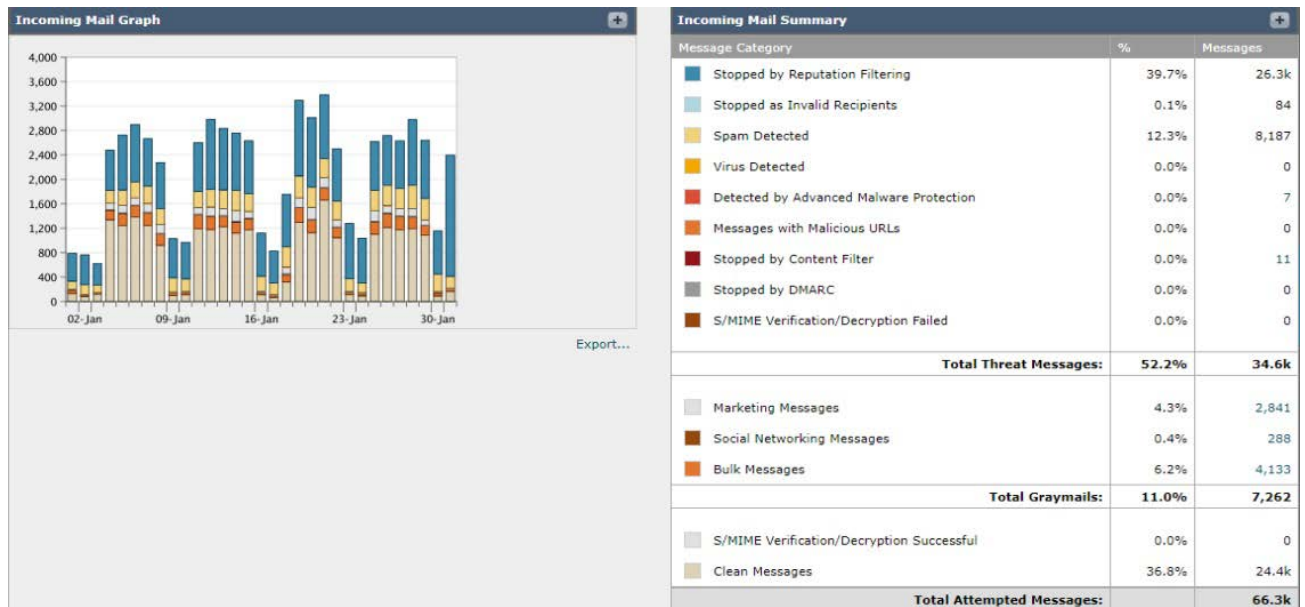 Incoming Mail Graph
4,000
3,600
3,200
2,800
2,400
2,000
1,600
1,200
800
400
0
02-Jan 09-Jan 16-Jan 23-Jan 30-Jan
Export...
Incoming Mail Summary
Message Category % Messages
Stopped by Reputation Filtering 39.7% 26.3k
Stopped as Invalid Recipients 0.1% 84
Spam Detected 12.3% 8,187
Virus Detected 0.0% 0
Detected by Advanced Malware Protection 0.0% 7
Messages with Malicious URLs 0.0% 0
Stopped by Content Filter 0.0% 11
Stopped by DMARC 0.0% 0
S/MIME Verification/Decryption Failed 0.0% 0
Total Threat Messages: 52.2% 34.6k
Marketing Messages 4.3% 2,841
Social Networking Messages 0.4% 288
Bulk Messages 6.2% 4,133
Total Graymails: 11.0% 7,262
S/MIME Verification/Decryption Successful 0.0% 0
Clean Messages 36.8% 24.4k
Total Attempted Messages: 66.3k